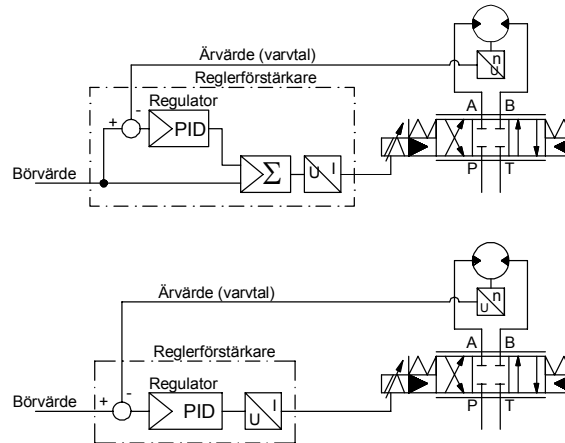 Ärvärde (varvtal)
n
U
Reglerförstärkare
A B
Regulator
+ -
PID
Börvärde
Σ
U I
P T
Ärvärde (varvtal)
n
U
Reglerförstärkare
A B
Regulator
Börvärde + -
PID
U I
P T